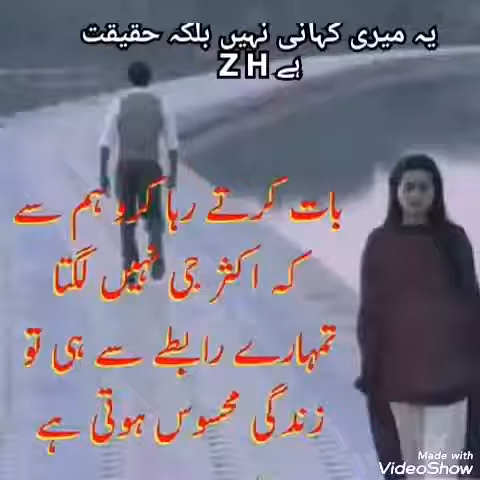 یہ میری کہانی نہیں بلکہ حقیقت
ہے Z H
بات کرتے رہا کرو ہم سے
کہ اکثر جی نہیں لگتا
تمہارے رابطے سے ہی تو
زندگی محسوس ہوتی ہے
Made with
VideoShow